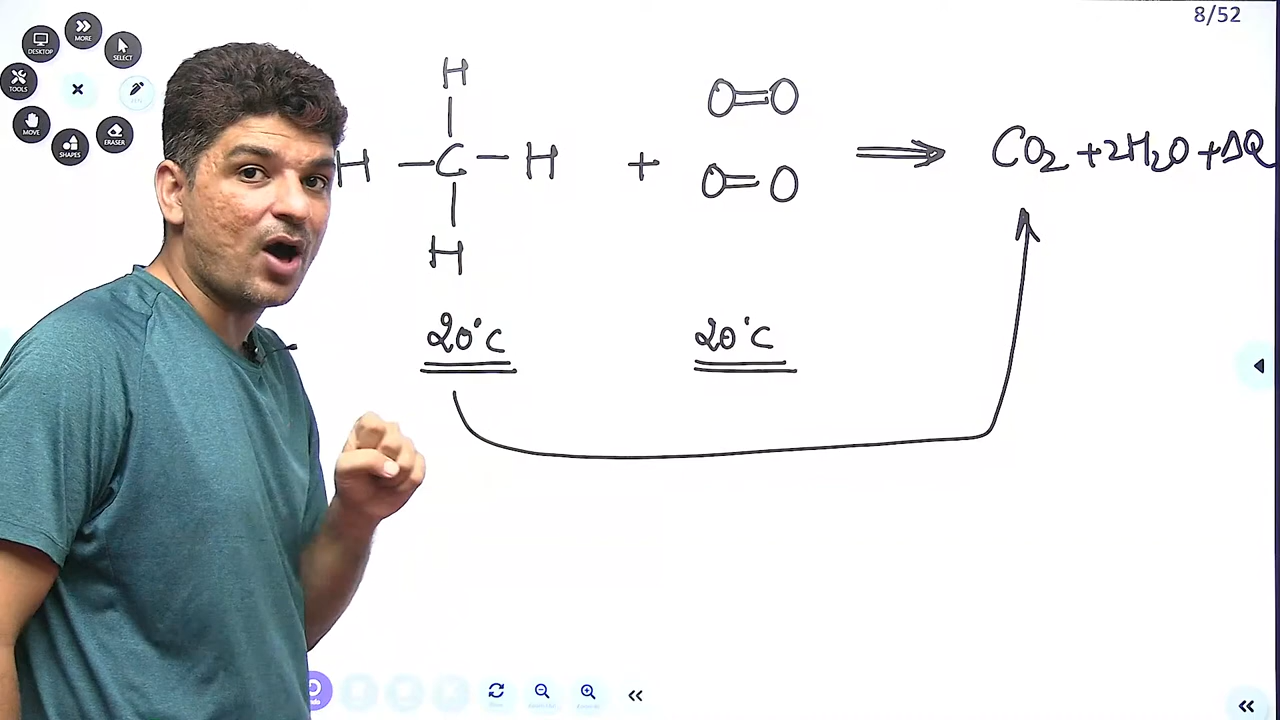 8/52
MORE
DESKTOP
SELECT
TOOLS
MOVE
SHAPES
ERASER
H
O=O
H-C-H + ⟹ CO₂+2H₂O+ΔQ
O=O
H
20°C 20°C